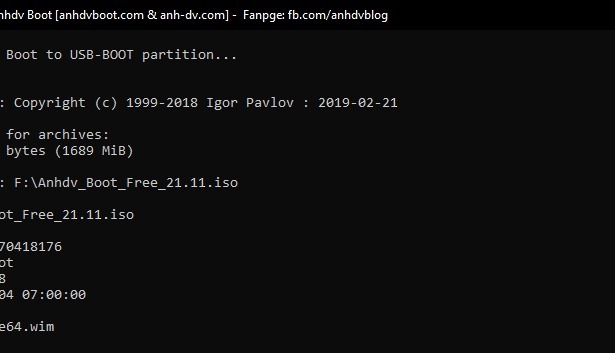 nhdv Boot [anhdvboot.com & anh-dv.com] - Fanpge: fb.com/anhdvblog
Boot to USB-BOOT partition...
: Copyright (c) 1999-2018 Igor Pavlov : 2019-02-21
for archives:
bytes (1689 MiB)
: F:\Anhdv_Boot_Free_21.11.iso
ot_Free_21.11.iso
70418176
ot
8
04 07:00:00
e64.wim